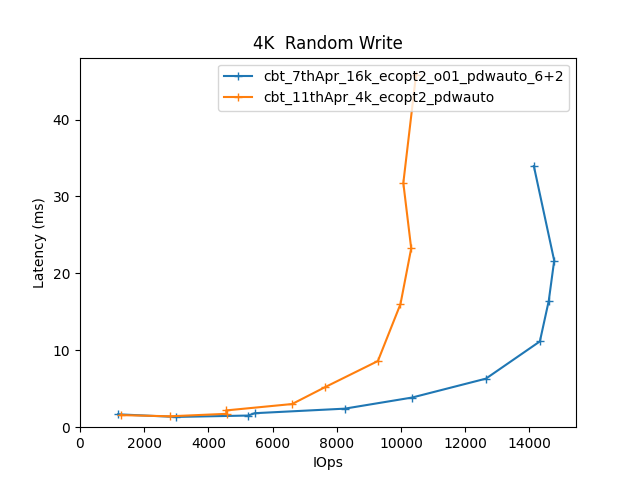 4K  Random Write
cbt_7thApr_16k_ecopt2_o01_pdwauto_6+2
cbt_11thApr_4k_ecopt2_pdwauto
Latency (ms)
40
30
20
10
0
0 2000 4000 6000 8000 10000 12000 14000
IOps